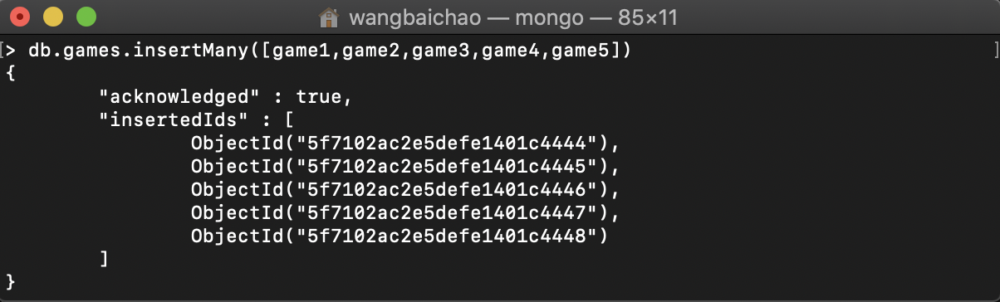 wangbaichao — mongo — 85×11
[> db.games.insertMany([game1,game2,game3,game4,game5]) ]
{
        "acknowledged" : true,
        "insertedIds" : [
                ObjectId("5f7102ac2e5defe1401c4444"),
                ObjectId("5f7102ac2e5defe1401c4445"),
                ObjectId("5f7102ac2e5defe1401c4446"),
                ObjectId("5f7102ac2e5defe1401c4447"),
                ObjectId("5f7102ac2e5defe1401c4448")
        ]
}